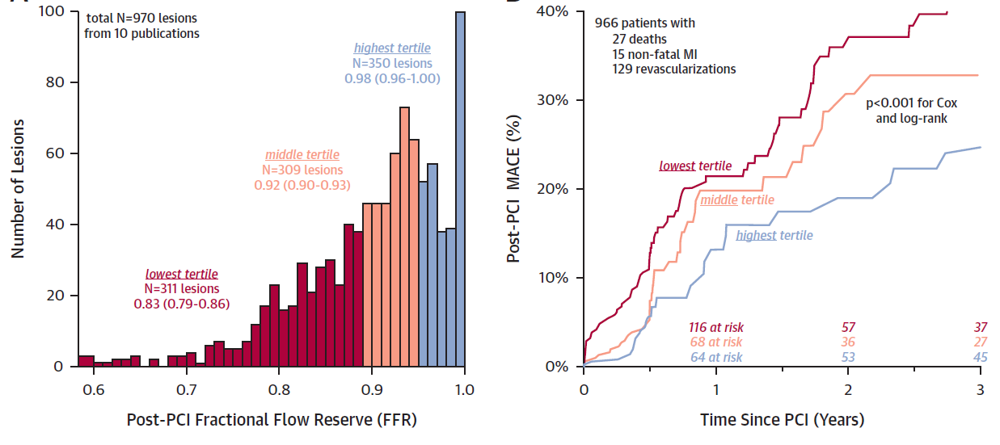 total N=970 lesions
from 10 publications
highest tertile
N=350 lesions
0.98 (0.96-1.00)
middle tertile
N=309 lesions
0.92 (0.90-0.93)
lowest tertile
N=311 lesions
0.83 (0.79-0.86)
Number of Lesions
100
80
60
40
20
0
0.6 0.7 0.8 0.9 1.0
Post-PCI Fractional Flow Reserve (FFR)
966 patients with
27 deaths
15 non-fatal MI
129 revascularizations
p<0.001 for Cox
and log-rank
lowest tertile
middle tertile
highest tertile
116 at risk 57 37
68 at risk 36 27
64 at risk 53 45
Post-PCI MACE (%)
40%
30%
20%
10%
0%
0 1 2 3
Time Since PCI (Years)